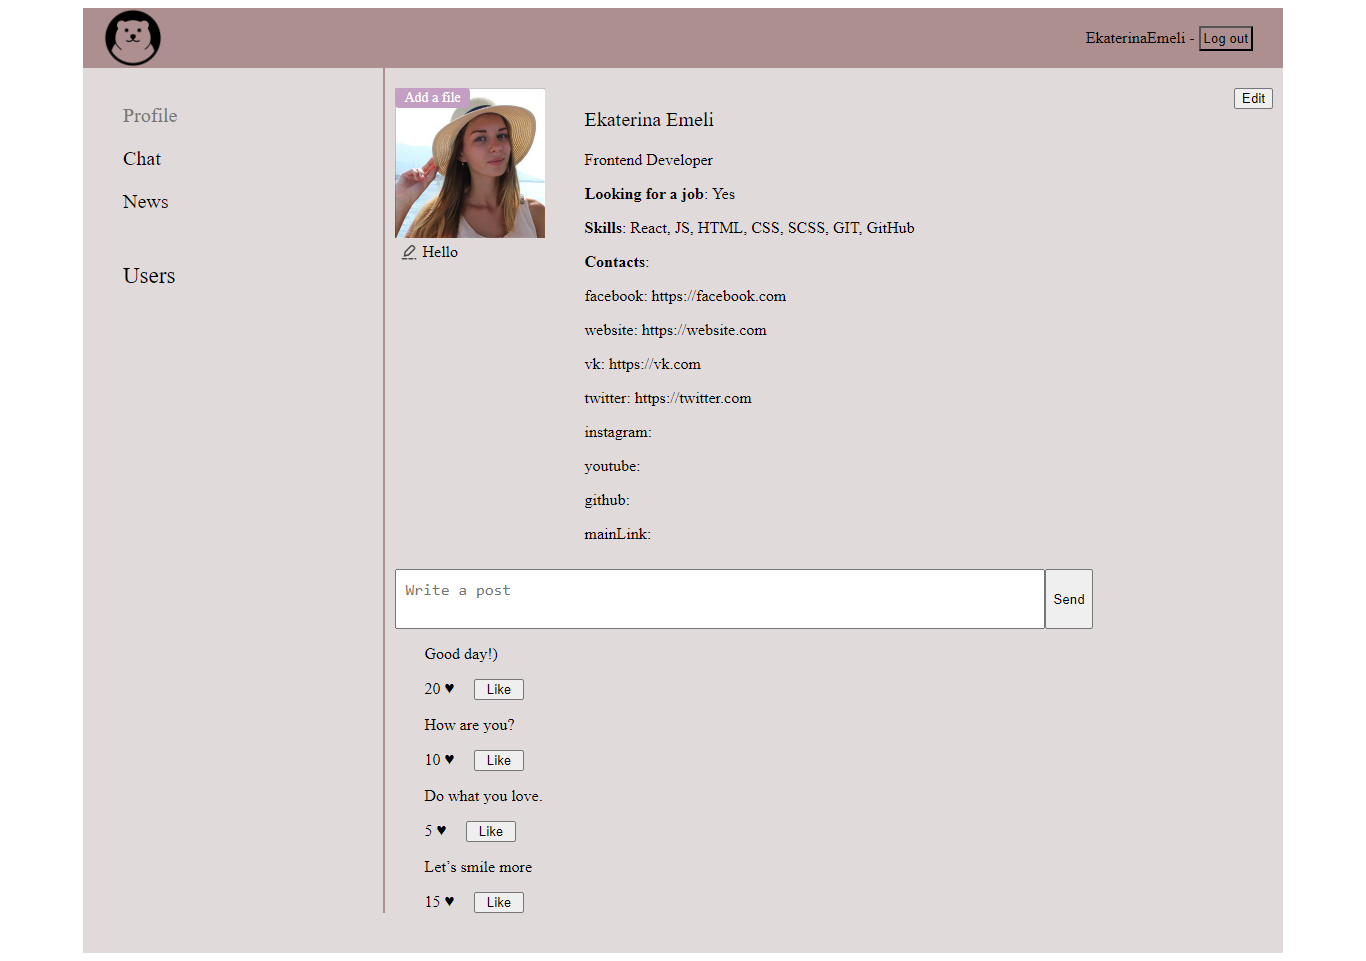 EkaterinaEmeli - Log out
Profile
Chat
News
Users
Add a file
Hello
Edit
Ekaterina Emeli
Frontend Developer
Looking for a job: Yes
Skills: React, JS, HTML, CSS, SCSS, GIT, GitHub
Contacts:
facebook: https://facebook.com
website: https://website.com
vk: https://vk.com
twitter: https://twitter.com
instagram:
youtube:
github:
mainLink:
Write a post
Send
Good day!)
20 ♥ Like
How are you?
10 ♥ Like
Do what you love.
5 ♥ Like
Let's smile more
15 ♥ Like